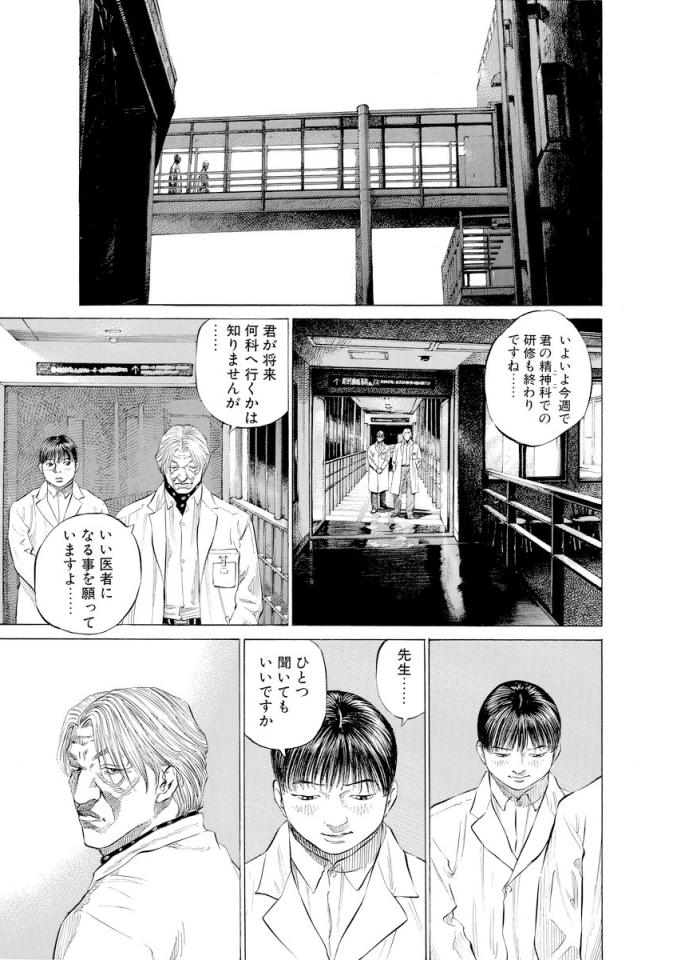 いよいよ今週で
君の精神科での
研修も終わり
ですね……
君が将来
何科へ行くかは
知りませんが
……
いい医者に
なる事を願って
いますよ……
先生……
ひとつ
聞いても
いいですか